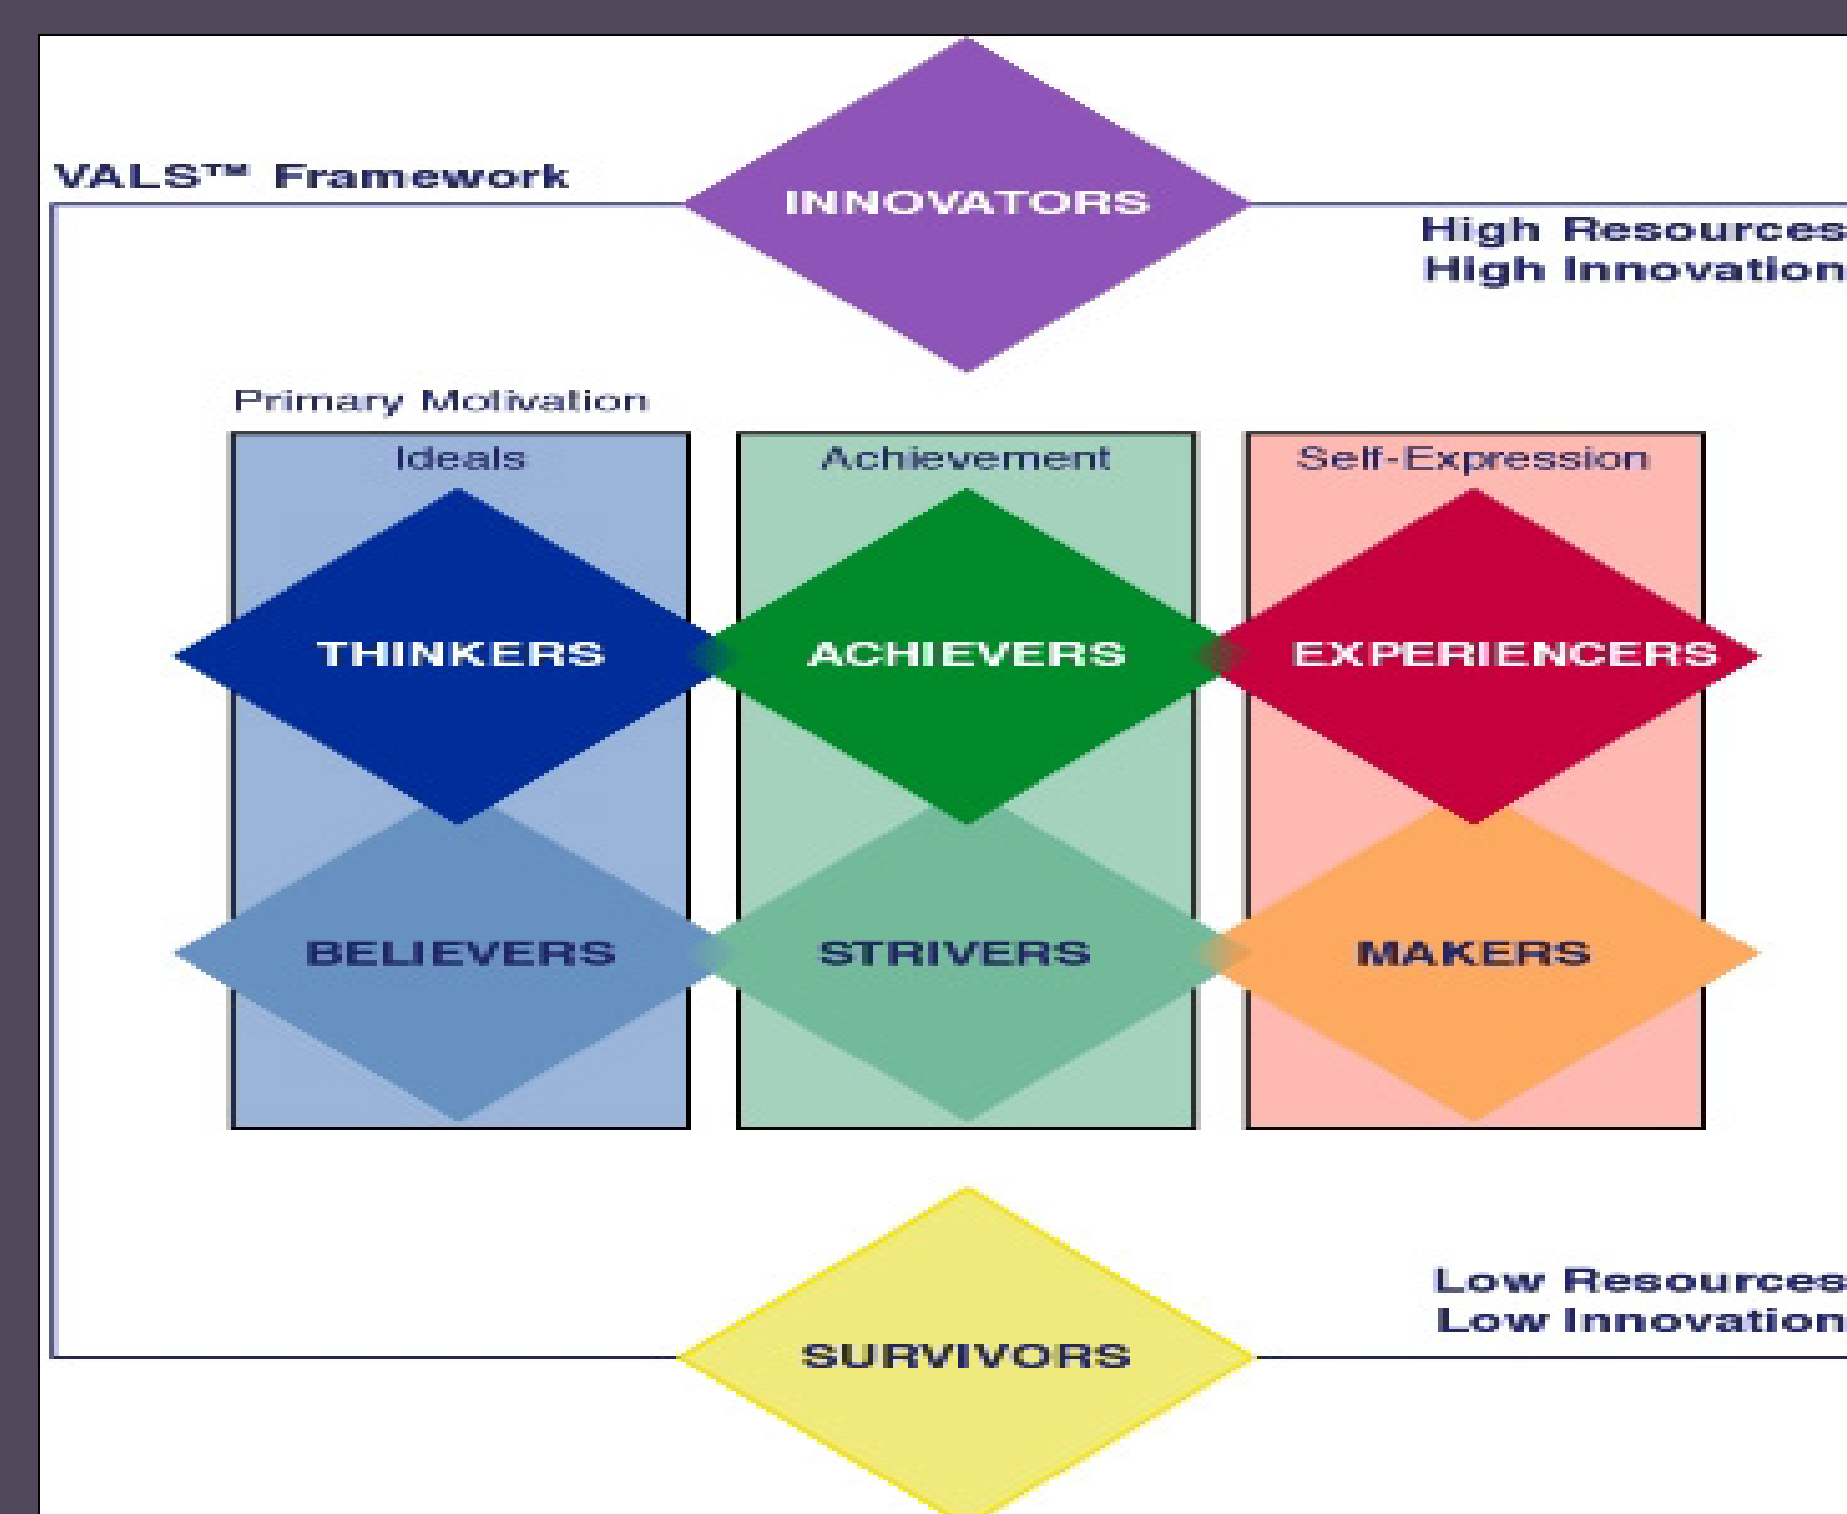 INNOVATORS
VALS™ Framework
High Resources
High Innovation
Primary Motivation
Ideals
Achievement
Self-Expression
THINKERS
ACHIEVERS
EXPERIENCERS
BELIEVERS
STRIVERS
MAKERS
Low Resources
Low Innovation
SURVIVORS